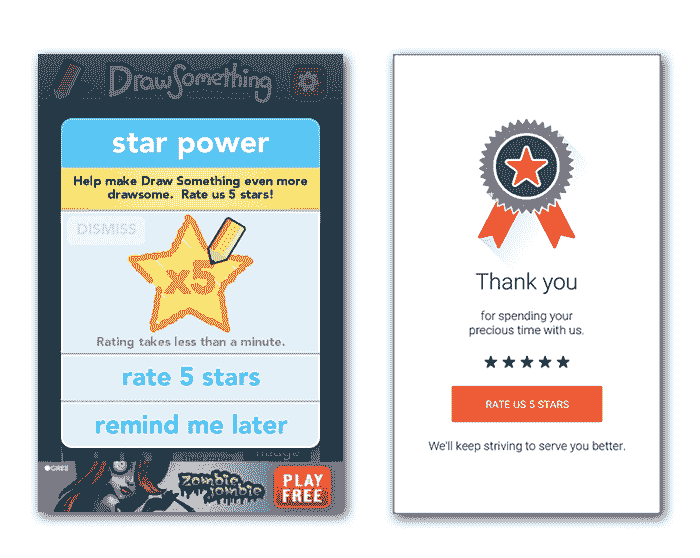 DrawSomething
star power
Help make Draw Something even more
drawsome. Rate us 5 stars!
DISMISS
x5
Rating takes less than a minute.
rate 5 stars
remind me later
GREE
Zombie
Jombie
PLAY
FREE
Thank you
for spending your
precious time with us.
RATE US 5 STARS
We'll keep striving to serve you better.